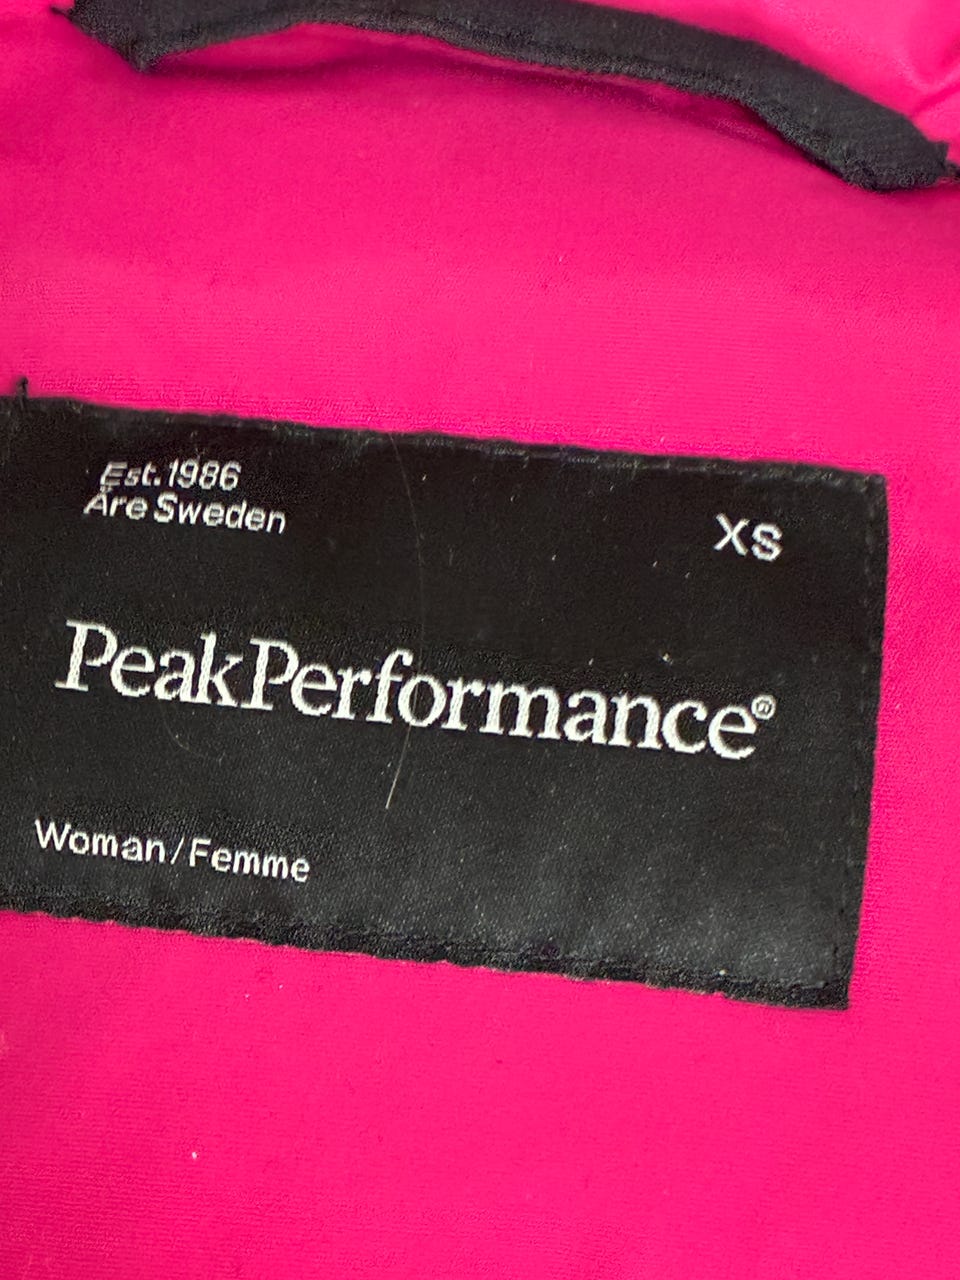 Est. 1986
Åre Sweden
XS
PeakPerformance®
Woman/Femme